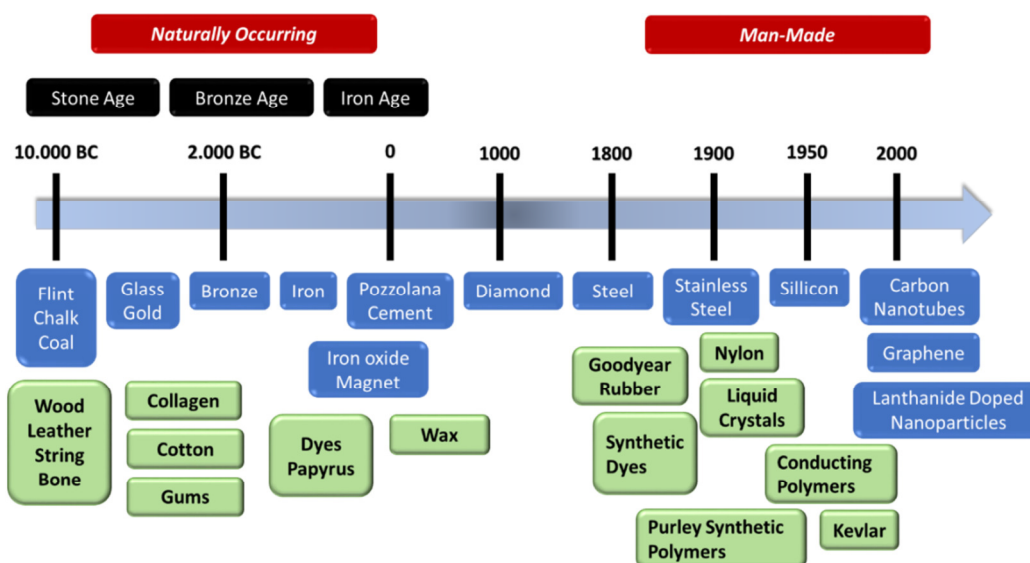 Naturally Occurring
Man-Made
Stone Age
Bronze Age
Iron Age
10.000 BC
2.000 BC
0
1000
1800
1900
1950
2000
Flint
Chalk
Coal
Glass
Gold
Bronze
Iron
Pozzolana
Cement
Diamond
Steel
Stainless
Steel
Sillicon
Carbon
Nanotubes
Iron oxide
Magnet
Graphene
Lanthanide Doped
Nanoparticles
Wood
Leather
String
Bone
Collagen
Cotton
Gums
Dyes
Papyrus
Wax
Goodyear
Rubber
Nylon
Liquid
Crystals
Synthetic
Dyes
Conducting
Polymers
Purley Synthetic
Polymers
Kevlar